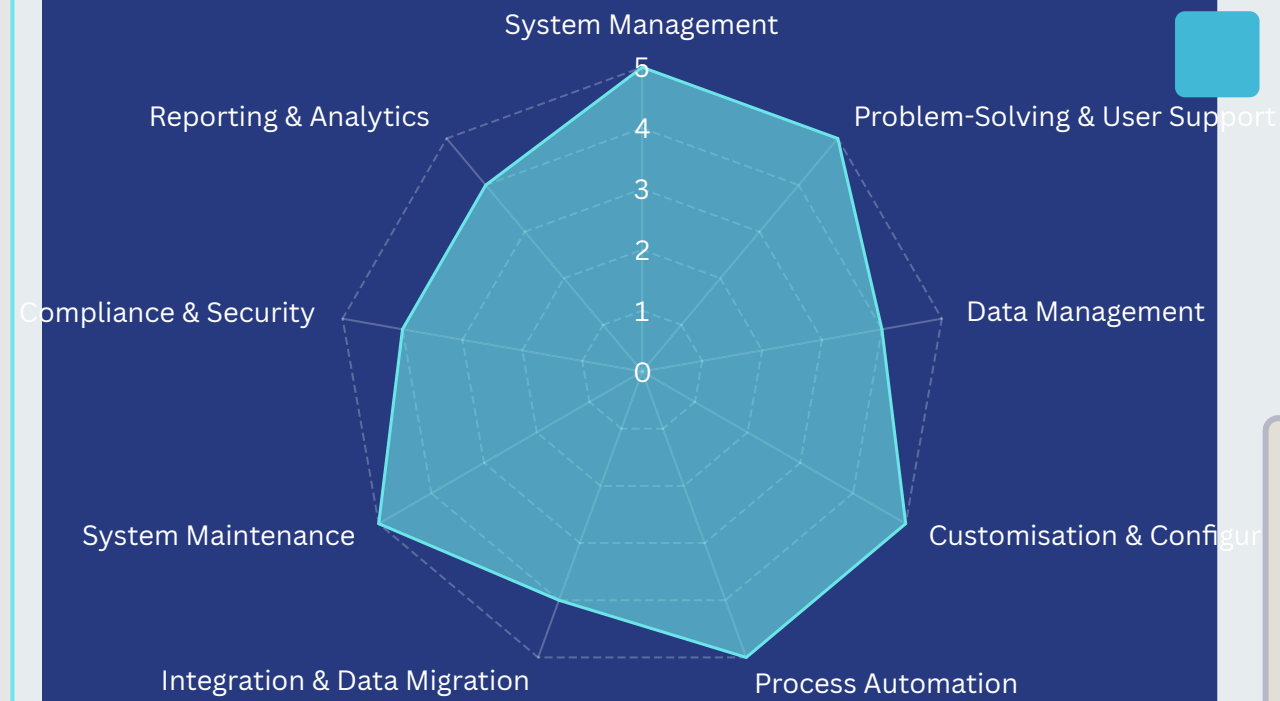 System Management
5
Reporting & Analytics
Problem-Solving & User Support
4
3
2
Compliance & Security
1
Data Management
0
System Maintenance
Customisation & Configur
Integration & Data Migration
Process Automation